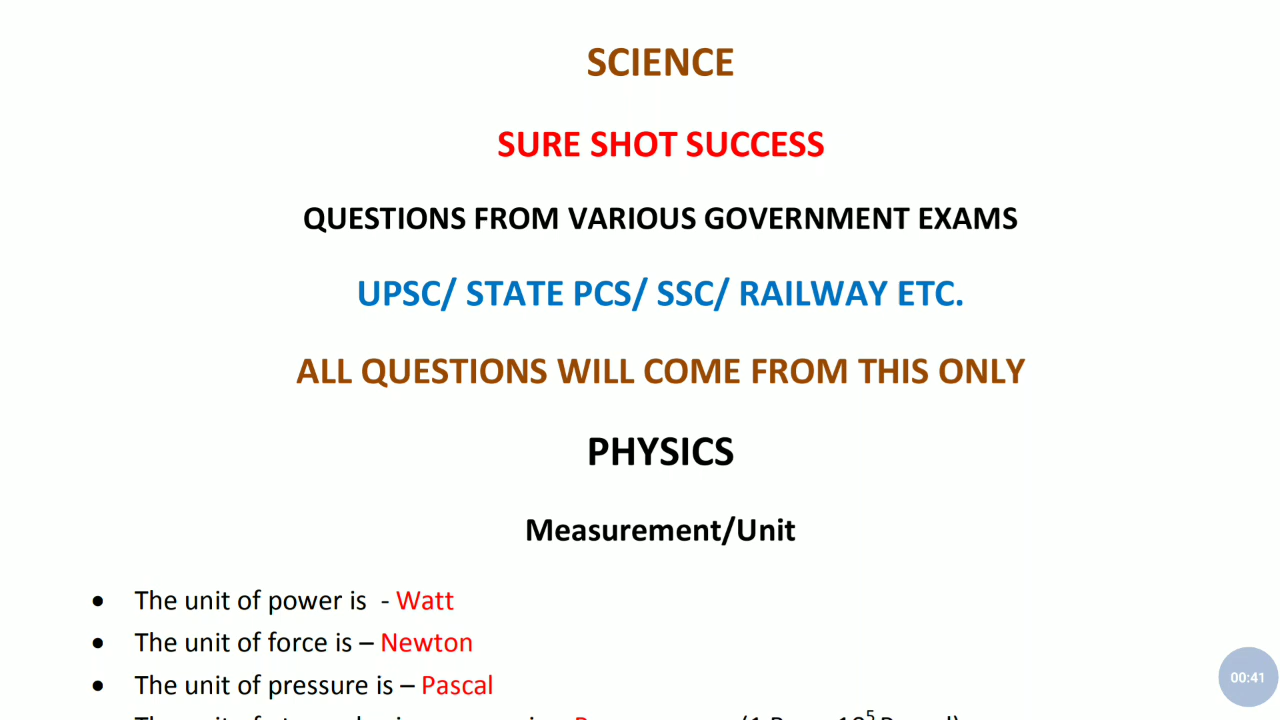 SCIENCE
SURE SHOT SUCCESS
QUESTIONS FROM VARIOUS GOVERNMENT EXAMS
UPSC/ STATE PCS/ SSC/ RAILWAY ETC.
ALL QUESTIONS WILL COME FROM THIS ONLY
PHYSICS
Measurement/Unit
• The unit of power is - Watt
• The unit of force is – Newton
• The unit of pressure is – Pascal
00:41